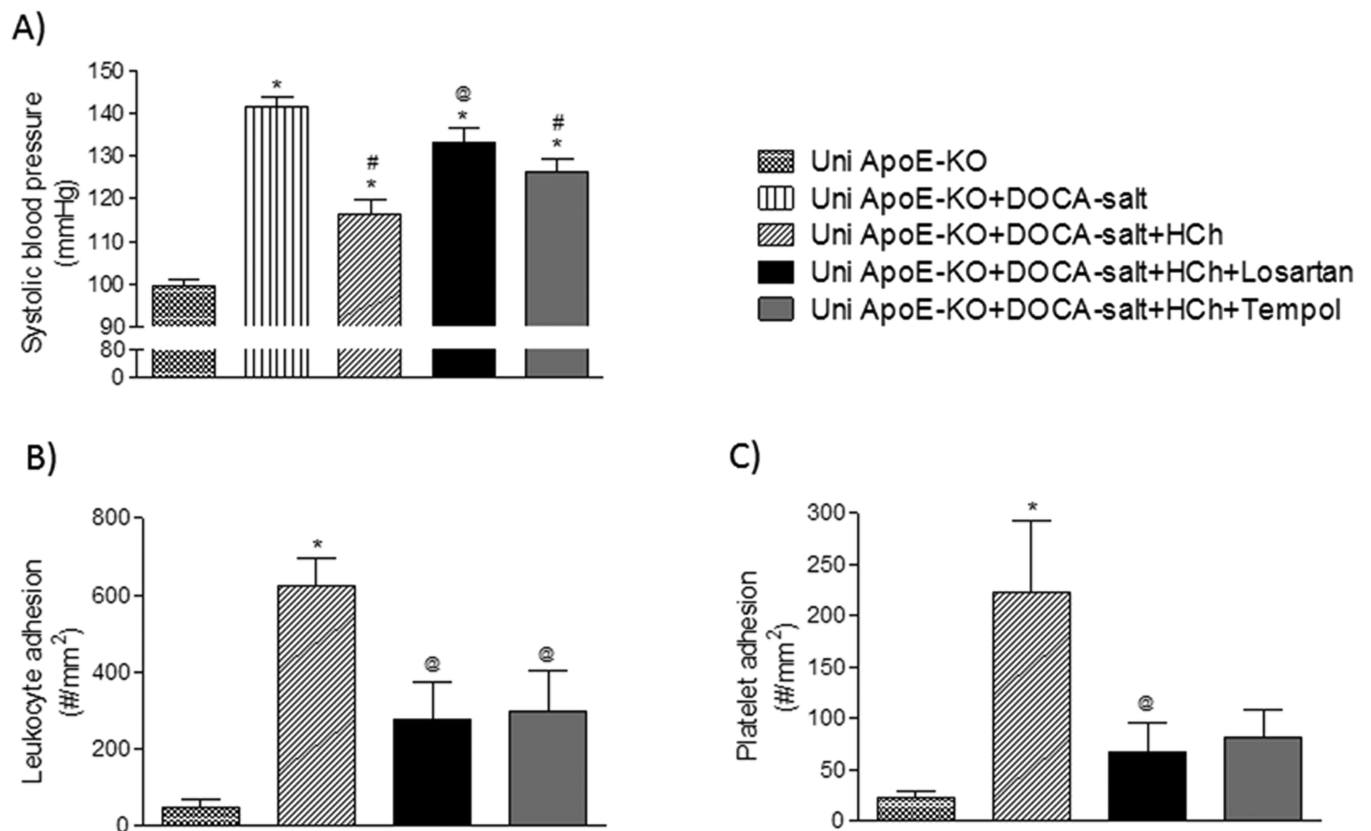 A)
Systolic blood pressure
(mmHg)
150
140
130
120
110
100
90
80
0
*
#
*
@
*
#
*
Uni ApoE-KO
Uni ApoE-KO+DOCA-salt
Uni ApoE-KO+DOCA-salt+HCh
Uni ApoE-KO+DOCA-salt+HCh+Losartan
Uni ApoE-KO+DOCA-salt+HCh+Tempol
B)
Leukocyte adhesion
(#/mm²)
800
600
400
200
0
*
@
@
C)
Platelet adhesion
(#/mm²)
300
250
200
150
100
50
0
*
@